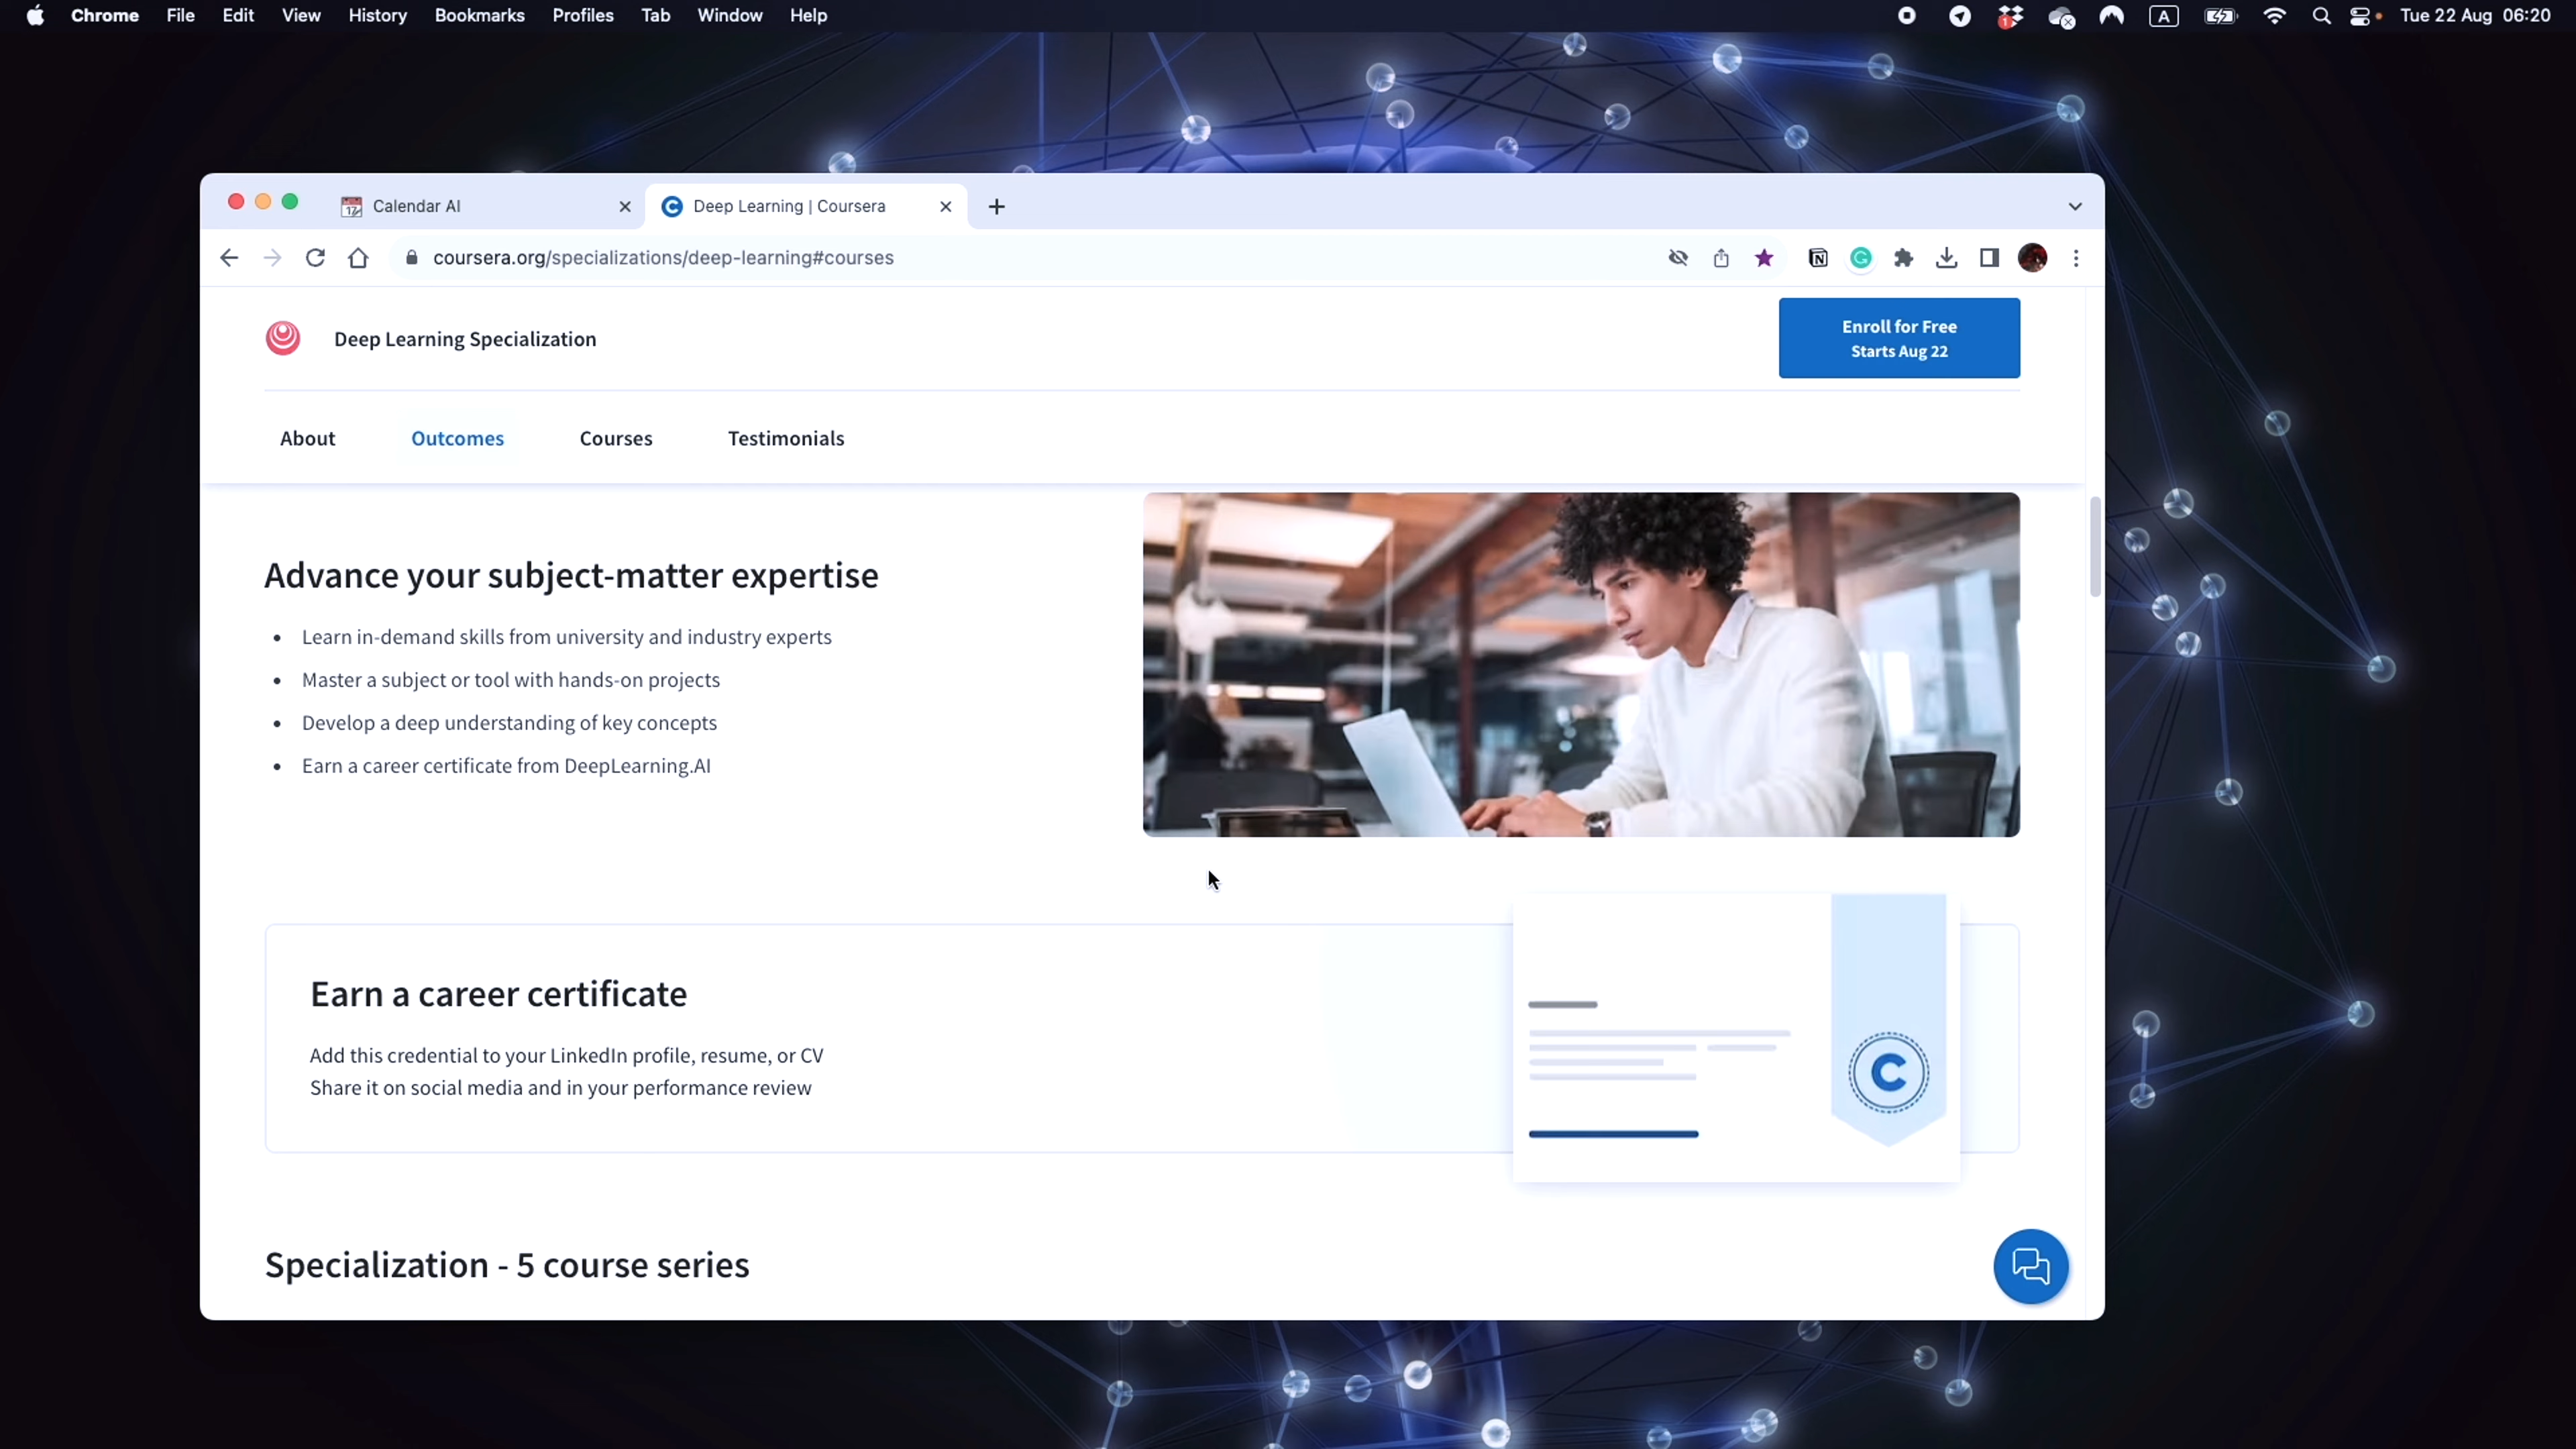 Chrome File Edit View History Bookmarks Profiles Tab Window Help
1 A Tue 22 Aug 06:20
17 Calendar AI
Deep Learning | Coursera
coursera.org/specializations/deep-learning#courses
Deep Learning Specialization
Enroll for Free
Starts Aug 22
About Outcomes Courses Testimonials
Advance your subject-matter expertise
• Learn in-demand skills from university and industry experts
• Master a subject or tool with hands-on projects
• Develop a deep understanding of key concepts
• Earn a career certificate from DeepLearning.AI
Earn a career certificate
Add this credential to your LinkedIn profile, resume, or CV
Share it on social media and in your performance review
C
Specialization - 5 course series